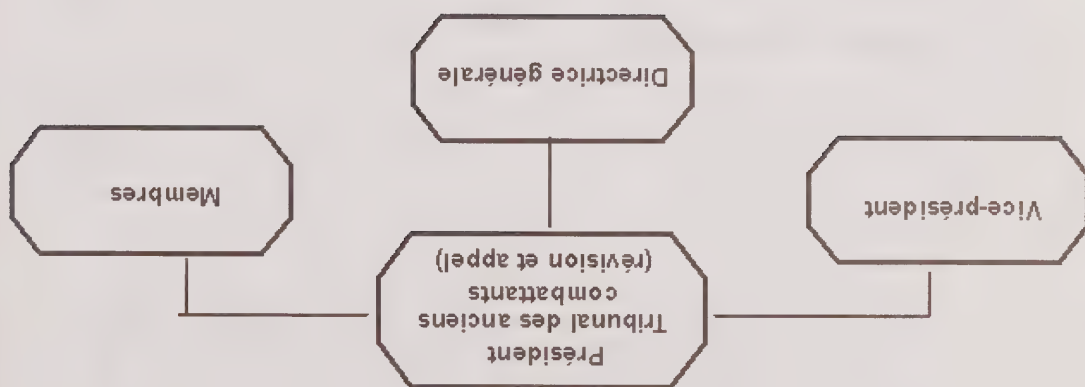 Président
Tribunal des anciens
combattants
(révision et appel)
Vice-président
Membres
Directrice générale